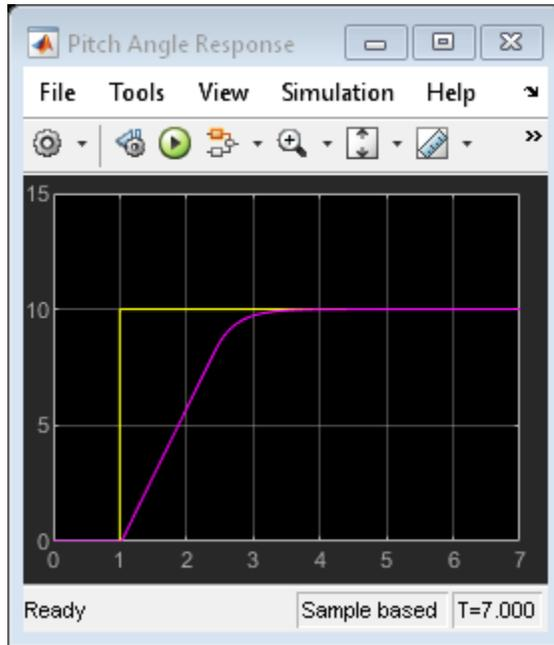 Pitch Angle Response
File Tools View Simulation Help
15
10
5
0
0 1 2 3 4 5 6 7
Ready Sample based T=7.000